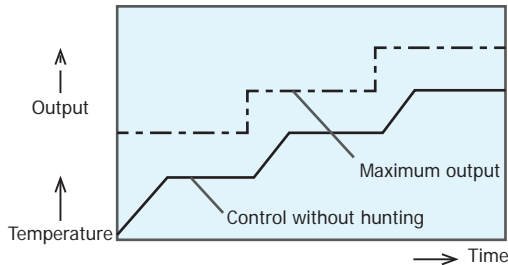 Output
Maximum output
Control without hunting
Temperature
Time